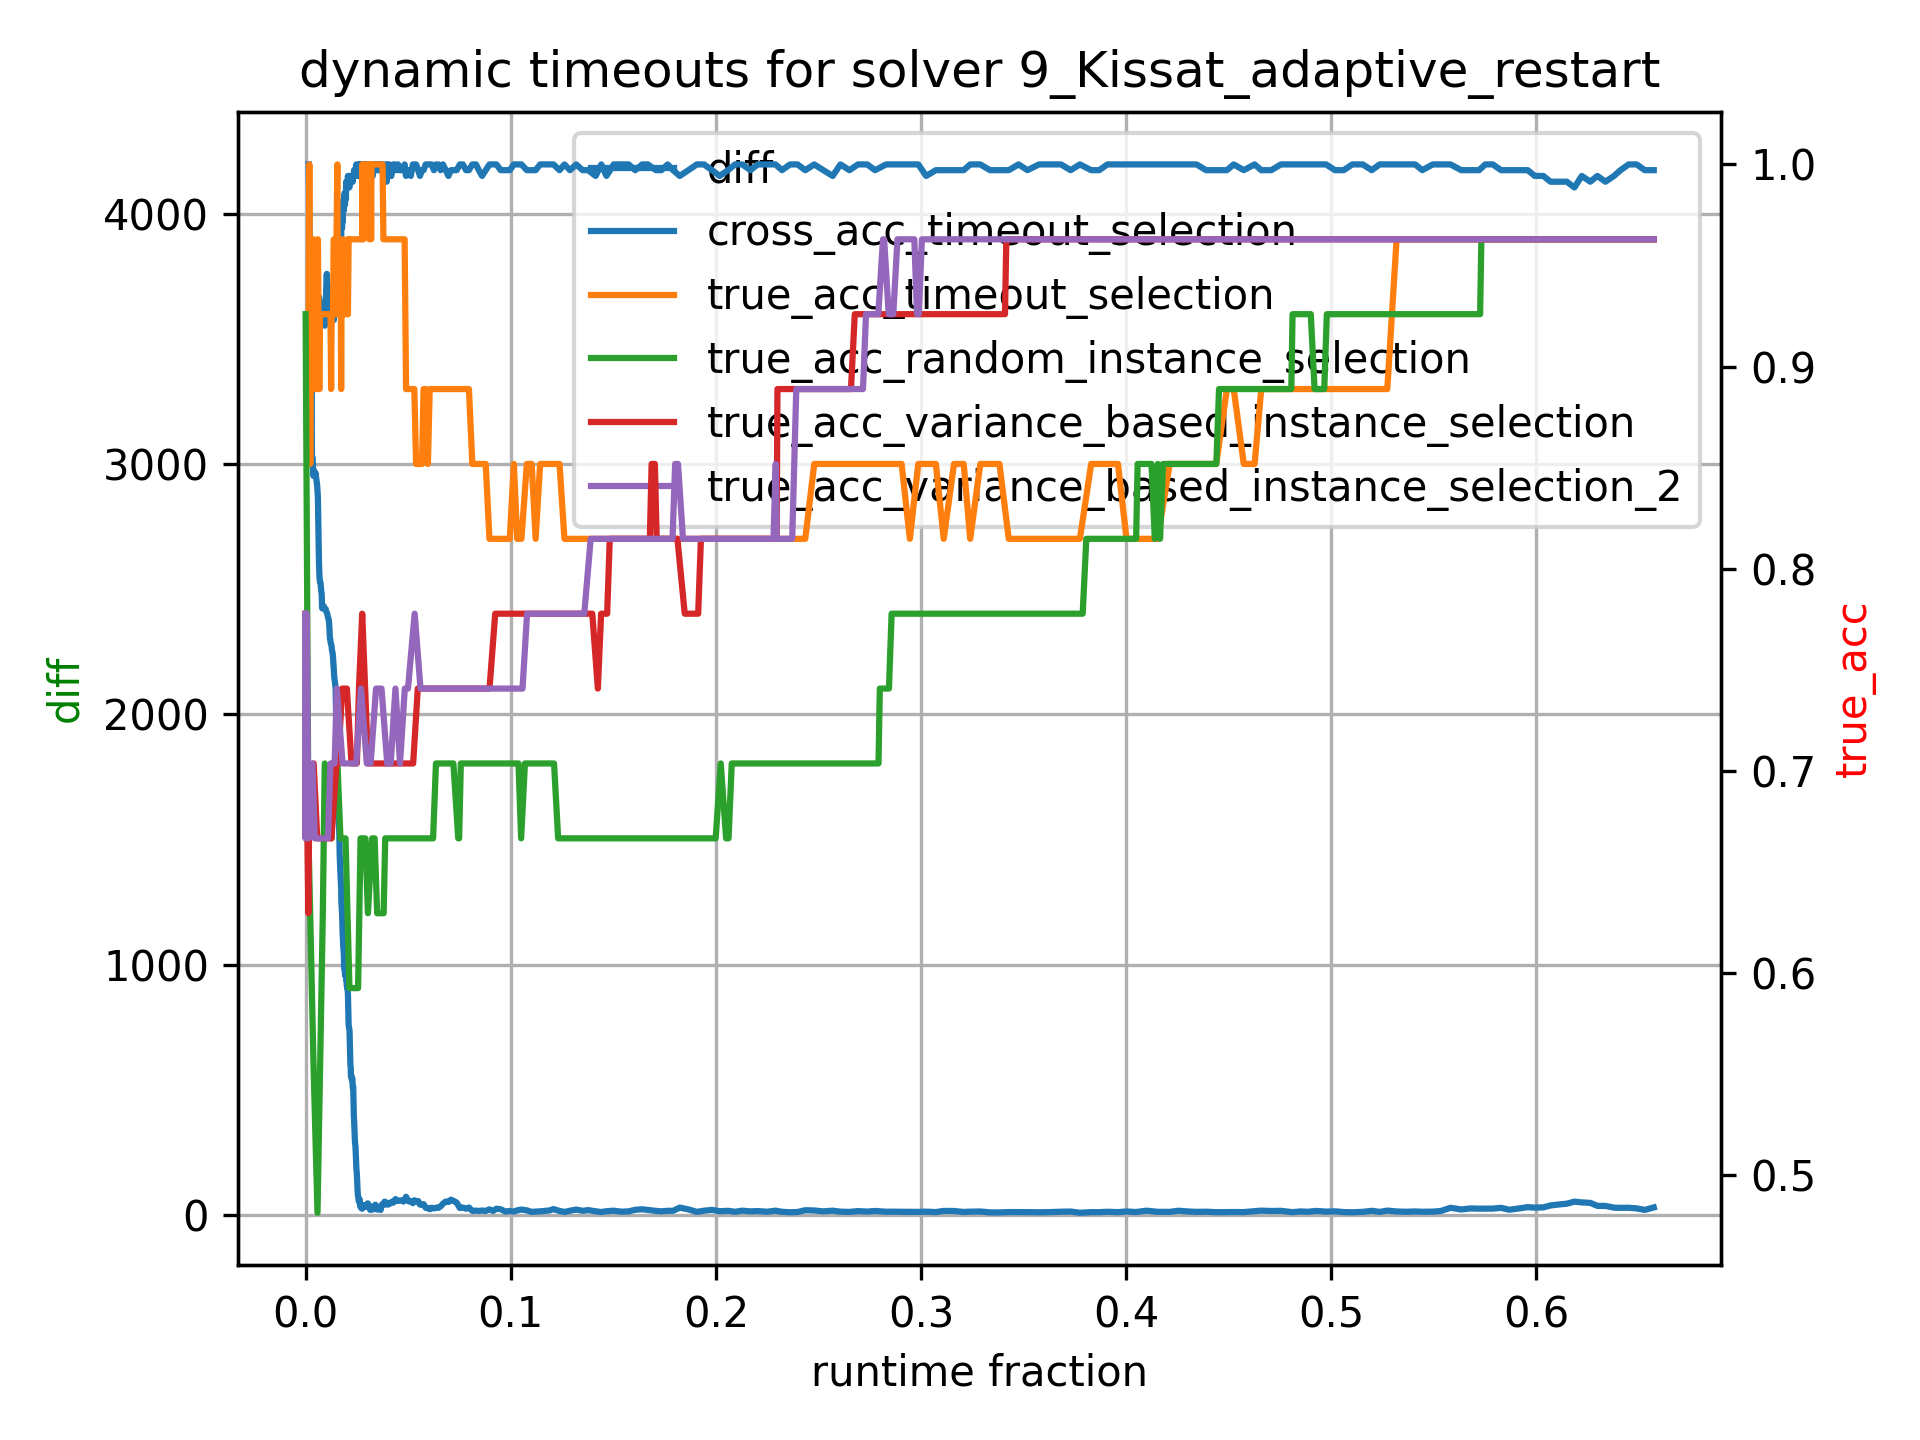 dynamic timeouts for solver 9_Kissat_adaptive_restart
diff
cross_acc_timeout_selection
true_acc_timeout_selection
true_acc_random_instance_selection
true_acc_variance_based_instance_selection
true_acc_variance_based_instance_selection_2
4000
3000
2000
1000
0
diff
1.0
0.9
0.8
0.7
0.6
0.5
true_acc
0.0 0.1 0.2 0.3 0.4 0.5 0.6
runtime fraction